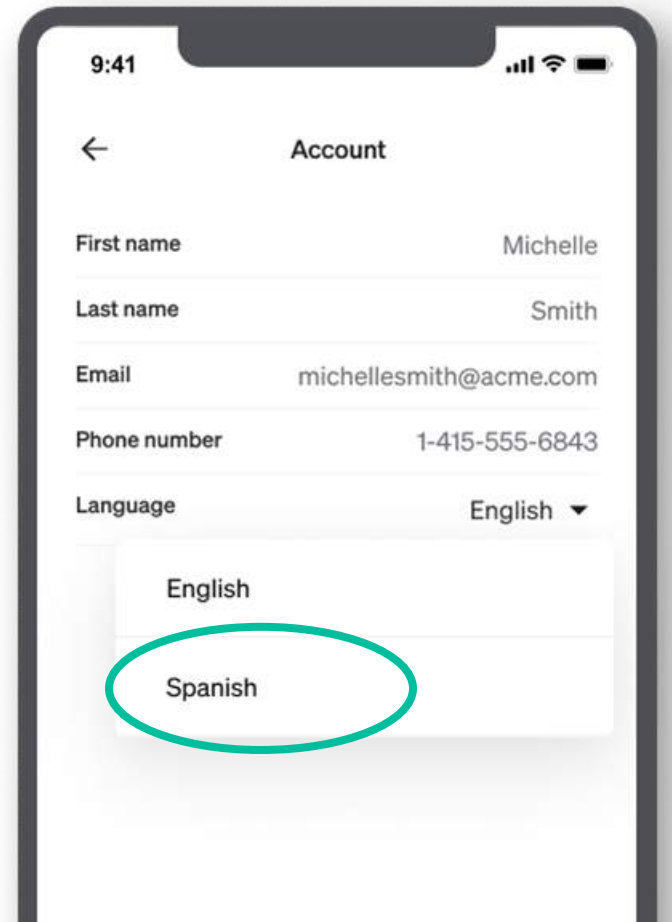 9:41
Account
First name Michelle
Last name Smith
Email michellesmith@acme.com
Phone number 1-415-555-6843
Language English
English
Spanish